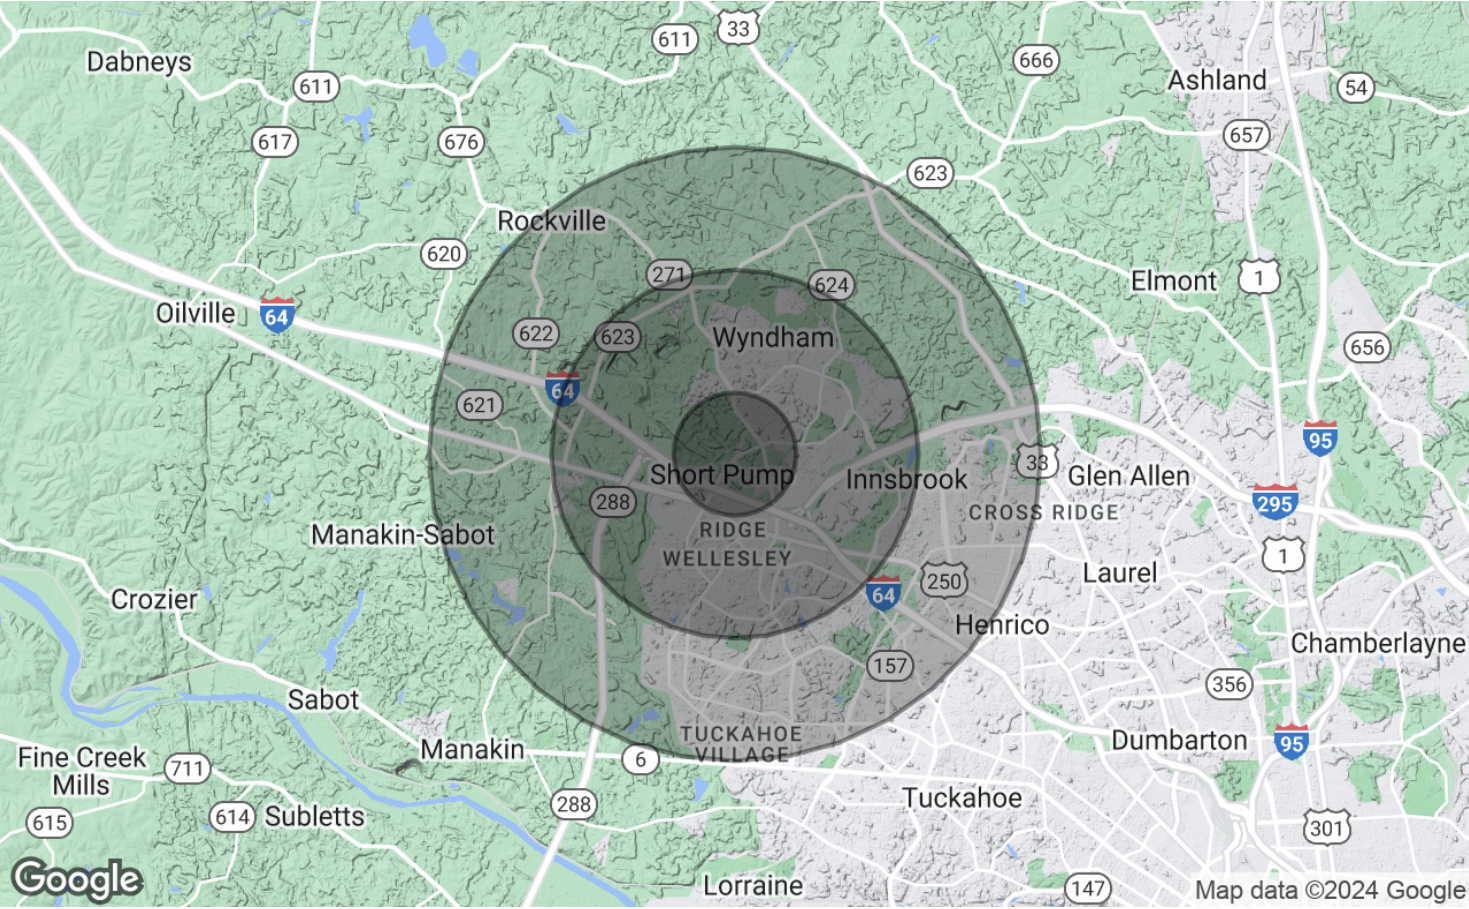 33
611
666
Dabneys
Ashland
611
54
657
617
676
623
Rockville
620
271
Elmont
1
624
Oilville
64
622
623
Wyndham
656
64
621
95
33
Short Pump
Innsbrook
Glen Allen
288
295
CROSS RIDGE
RIDGE
Manakin-Sabot
WELLESLEY
1
Laurel
250
64
Crozier
Henrico
Chamberlayne
157
356
Sabot
TUCKAHOE
VILLAGE
Manakin
Dumbarton
95
6
Fine Creek
Mills
711
Tuckahoe
288
615
614
Subletts
301
Google
Lorraine
147
Map data ©2024 Google